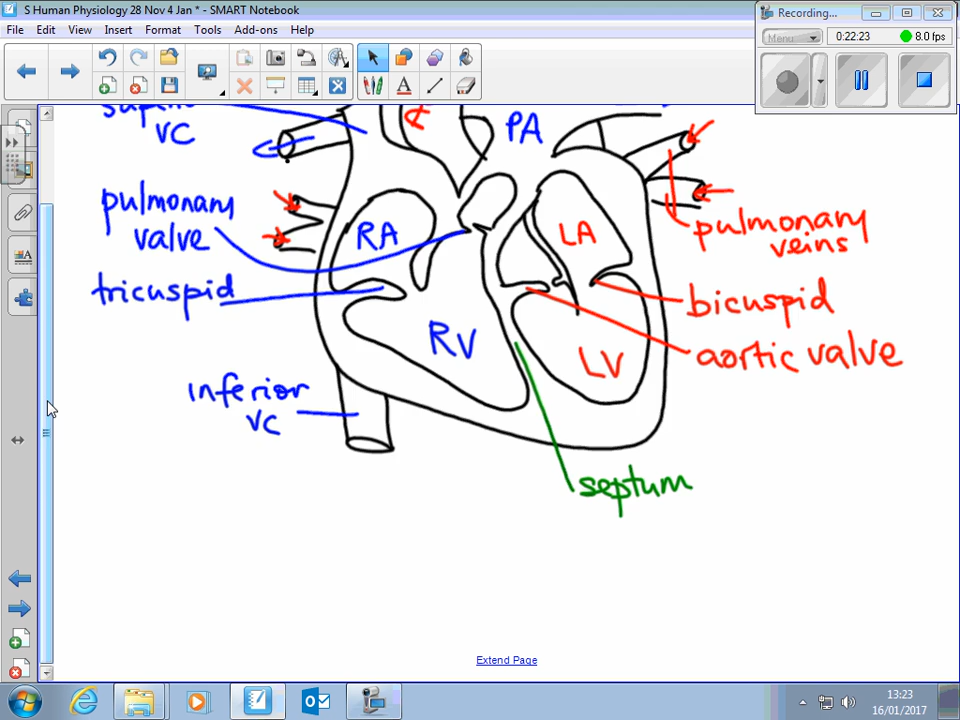 S Human Physiology 28 Nov 4 Jan * - SMART Notebook
File Edit View Insert Format Tools Add-ons Help
Recording...
Menu
0:22:23
8.0 fps
VC
PA
pulmonary
valve
RA
LA
pulmonary
veins
tricuspid
bicuspid
RV
LV
aortic valve
inferior
VC
septum
Extend Page
13:23
16/01/2017